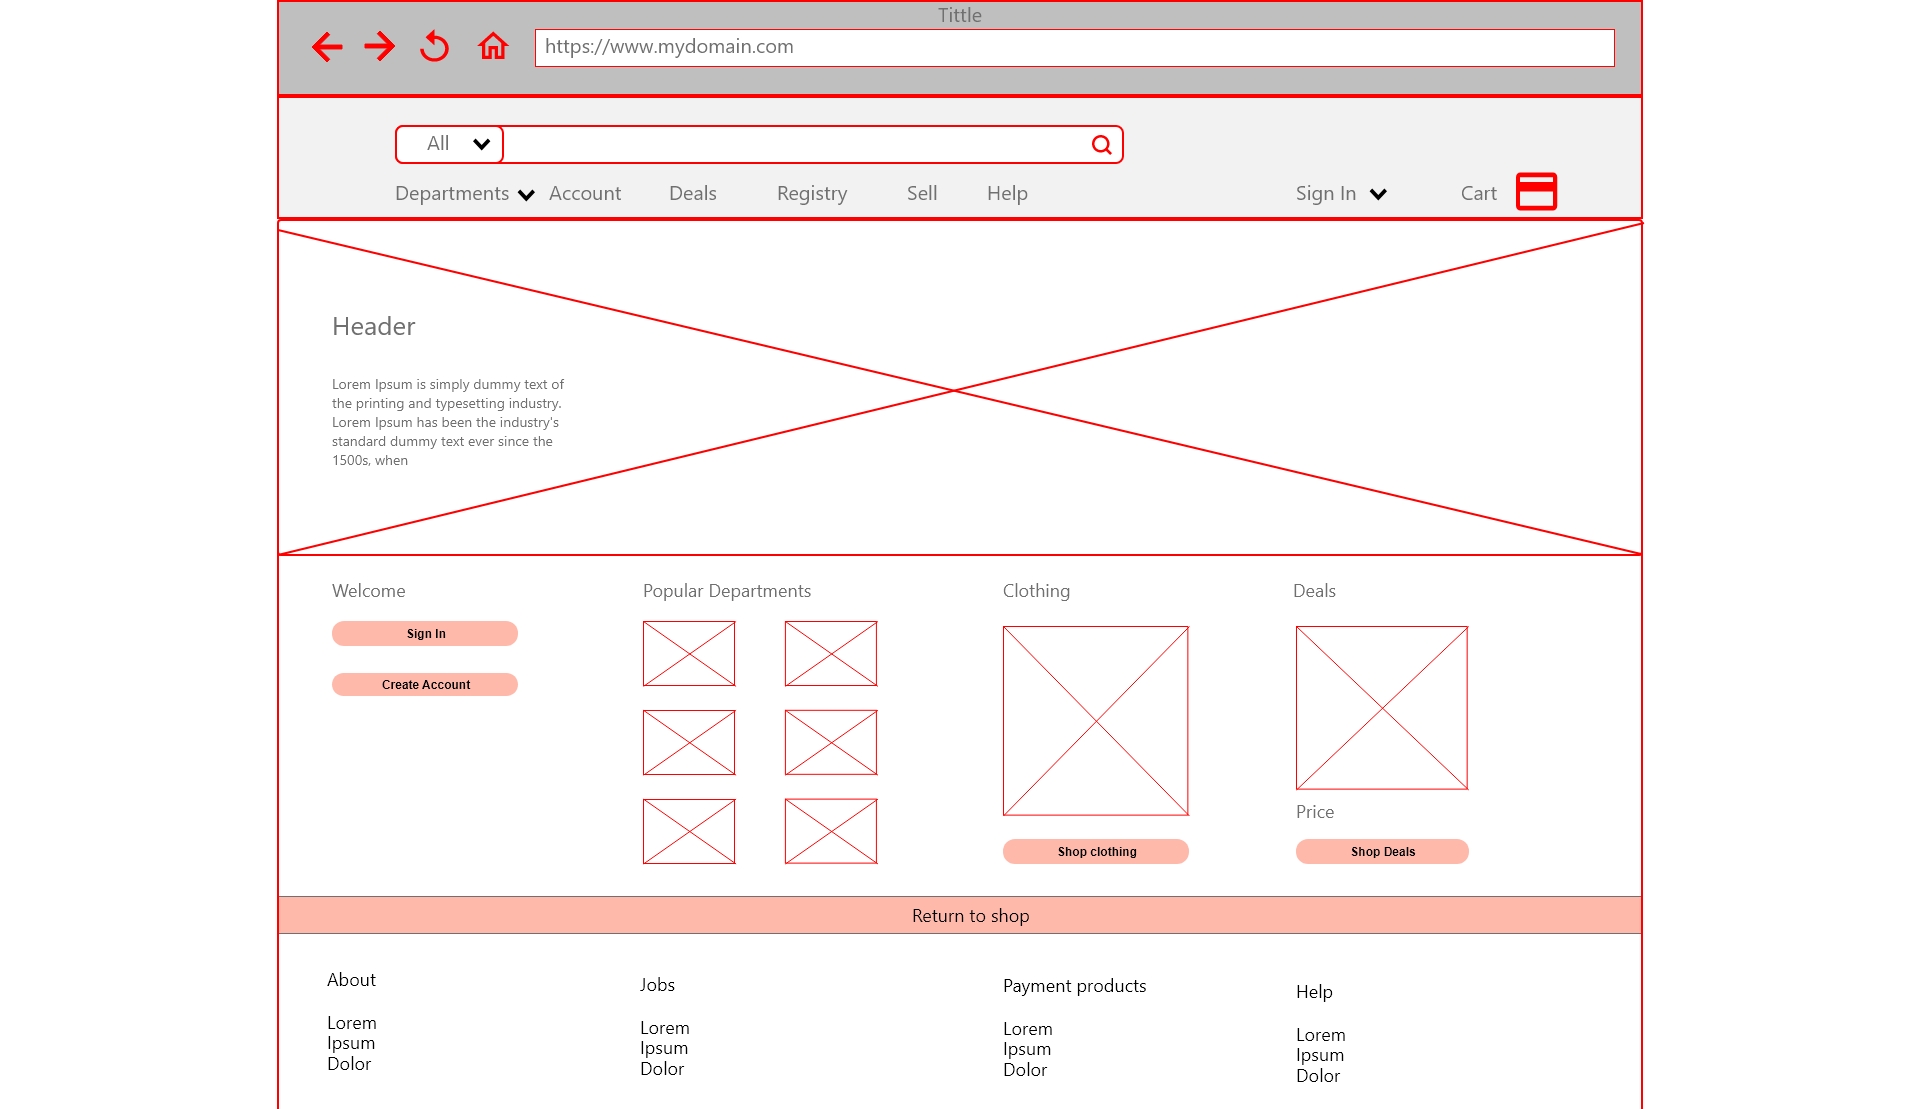 Tittle
https://www.mydomain.com
All
Departments Account Deals Registry Sell Help Sign In Cart
Header
Lorem Ipsum is simply dummy text of
the printing and typesetting industry.
Lorem Ipsum has been the industry's
standard dummy text ever since the
1500s, when
Welcome
Sign In
Create Account
Popular Departments
Clothing
Shop clothing
Deals
Price
Shop Deals
Return to shop
About
Lorem
Ipsum
Dolor
Jobs
Lorem
Ipsum
Dolor
Payment products
Lorem
Ipsum
Dolor
Help
Lorem
Ipsum
Dolor